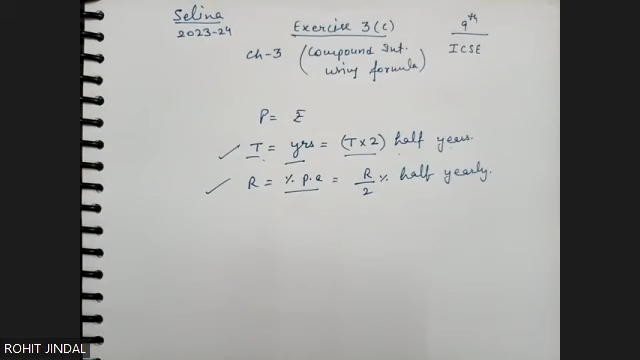 Selina
2023-24
Exercise 3(C)
9th
ICSE
Ch-3 (Compound Int. using formula)
P = ₹
T = yrs = (T×2) half years.
R = % p.a = R/2 % half yearly.
ROHIT JINDAL